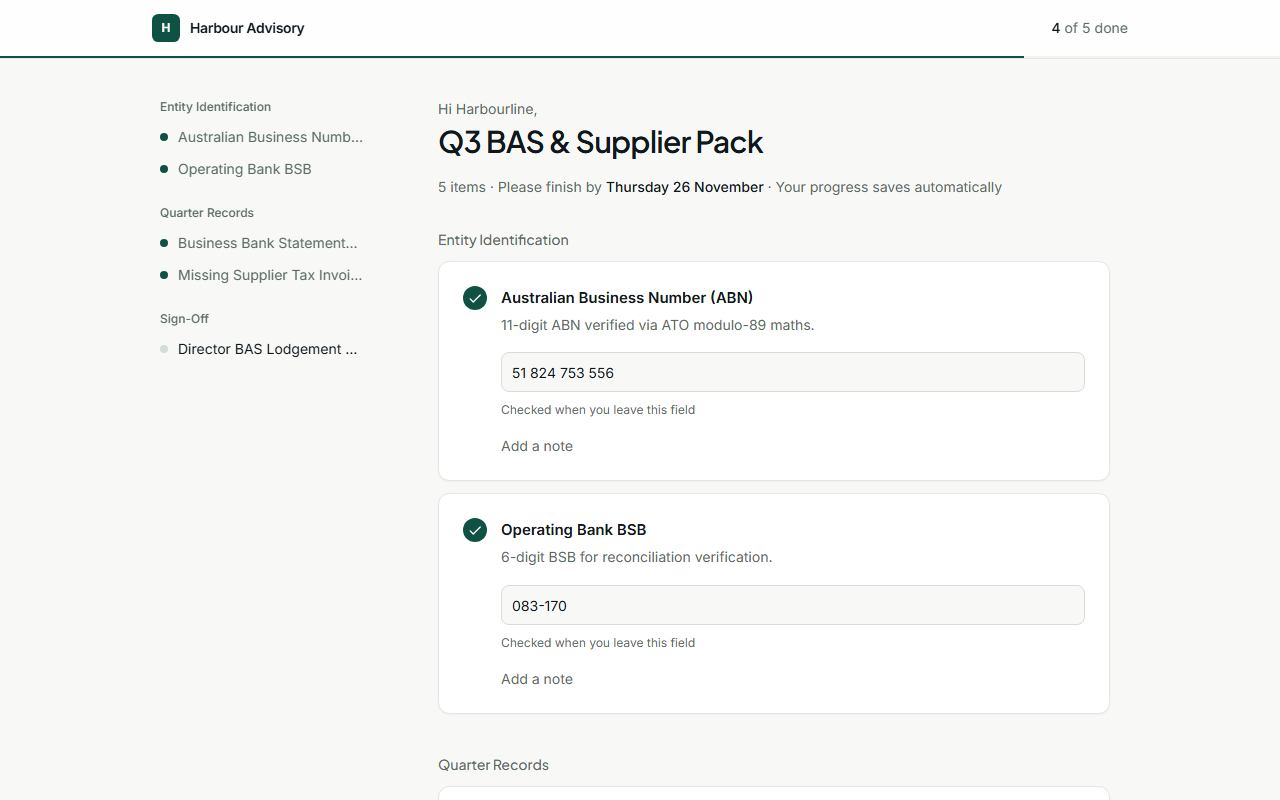 H
Harbour Advisory
4 of 5 done
Entity Identification
Australian Business Numb...
Operating Bank BSB
Quarter Records
Business Bank Statement...
Missing Supplier Tax Invoi...
Sign-Off
Director BAS Lodgement ...
Hi Harbourline,
Q3 BAS & Supplier Pack
5 items · Please finish by Thursday 26 November · Your progress saves automatically
Entity Identification
Australian Business Number (ABN)
11-digit ABN verified via ATO modulo-89 maths.
51 824 753 556
Checked when you leave this field
Add a note
Operating Bank BSB
6-digit BSB for reconciliation verification.
083-170
Checked when you leave this field
Add a note
Quarter Records